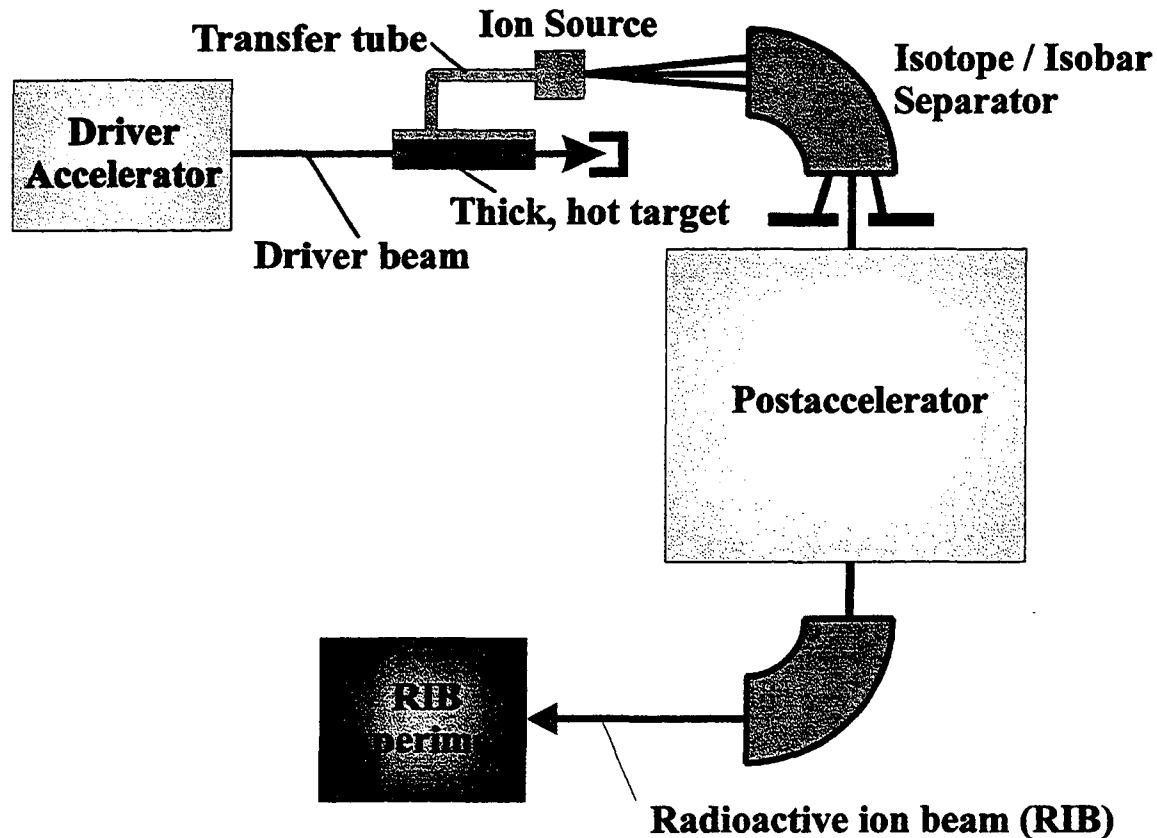 Transfer tube
Ion Source
Isotope / Isobar
Separator
Driver
Accelerator
Thick, hot target
Driver beam
Postaccelerator
RIB
Radioactive ion beam (RIB)